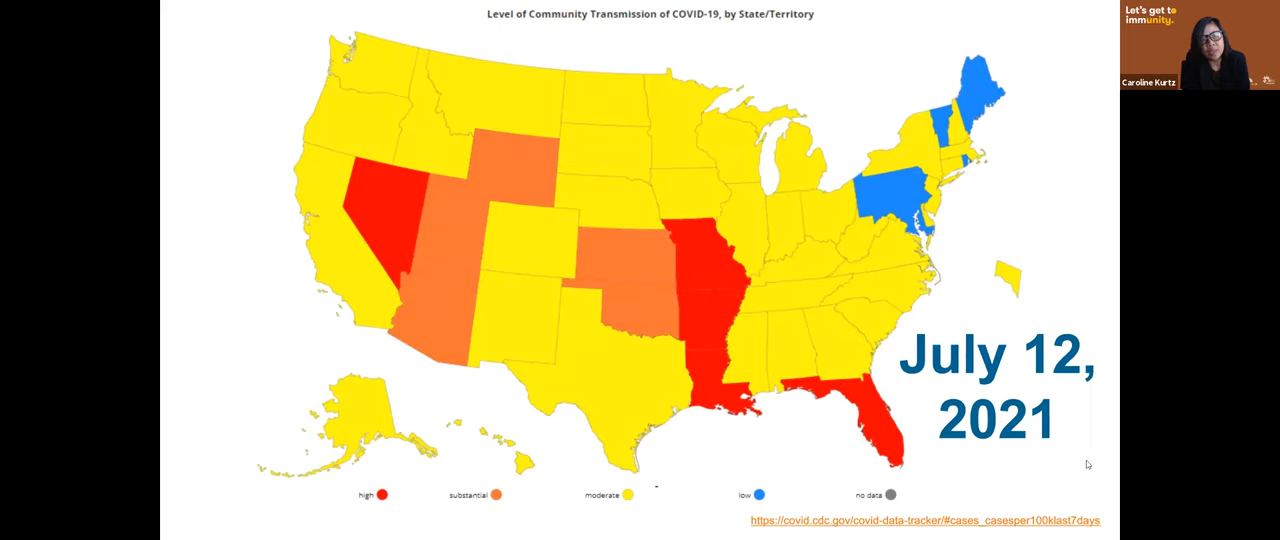 Level of Community Transmission of COVID-19, by State/Territory
Let's get to
immunity.
Caroline Kurtz
July 12,
2021
high
substantial
moderate
low
no data
https://covid.cdc.gov/covid-data-tracker/#cases_casesper100klast7days